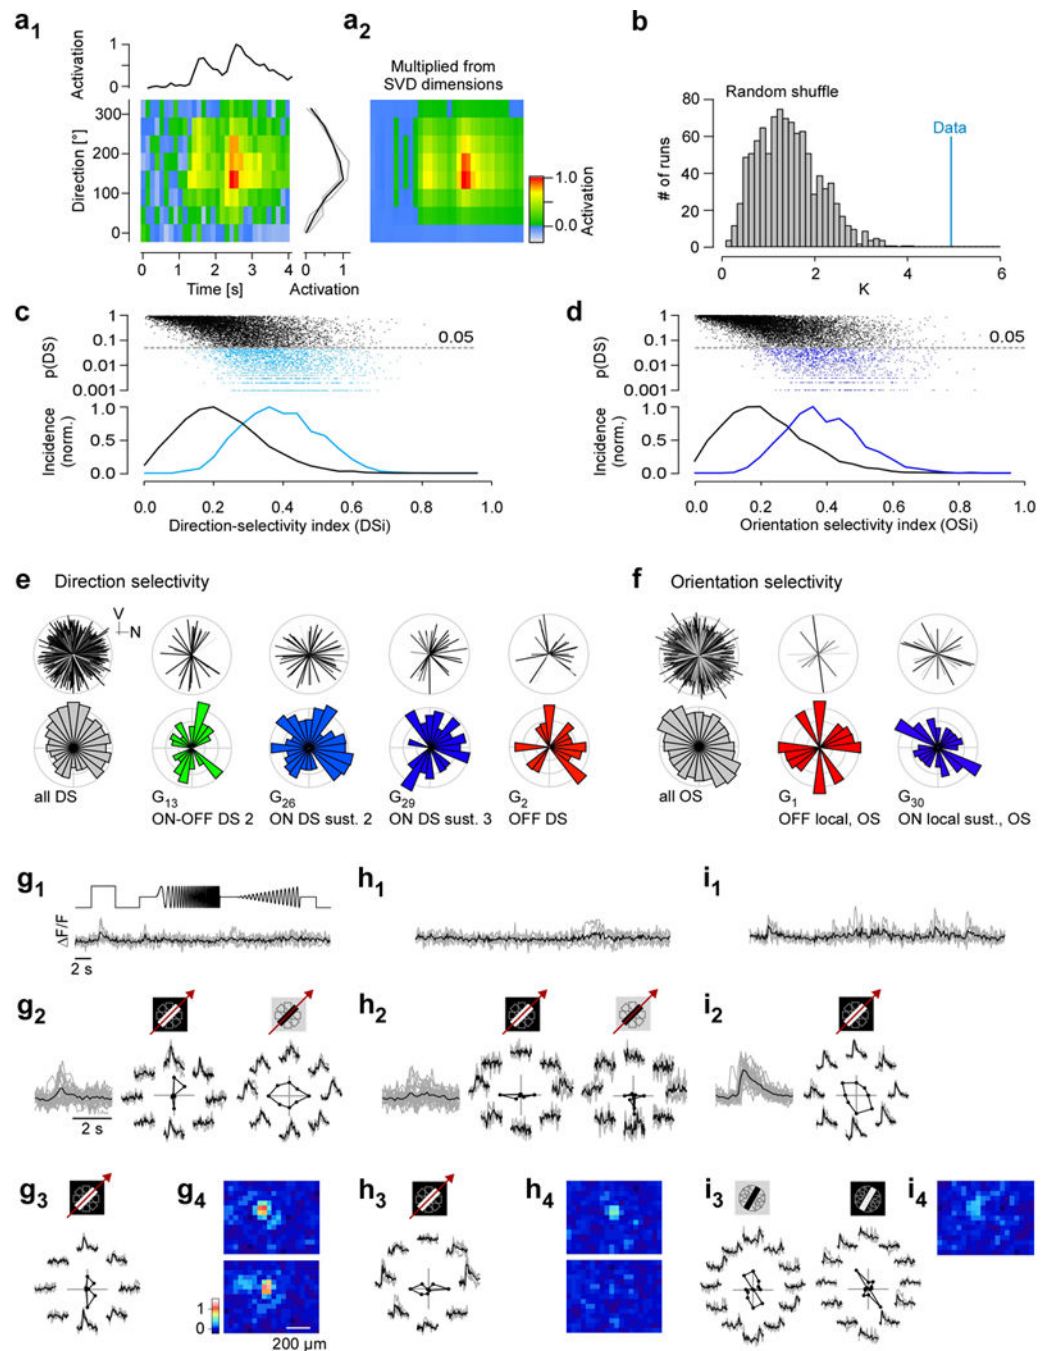 a1
Activation
1
0
Direction [°]
300
200
100
0
0
1
2
3
4
Time [s]
0
1
Activation
a2
Multiplied from
SVD dimensions
1.0
0.0
Activation
b
Random shuffle
Data
# of runs
80
60
40
20
0
0
2
4
6
K
c
p(DS)
1
0.1
0.01
0.001
0.05
Incidence
(norm.)
1.0
0.5
0.0
0.0
0.2
0.4
0.6
0.8
1.0
Direction-selectivity index (DSi)
d
p(DS)
1
0.1
0.01
0.001
0.05
Incidence
(norm.)
1.0
0.5
0.0
0.0
0.2
0.4
0.6
0.8
1.0
Orientation selectivity index (OSi)
e Direction selectivity
V
N
all DS
G13
ON-OFF DS 2
G26
ON DS sust. 2
G29
ON DS sust. 3
G2
OFF DS
f Orientation selectivity
all OS
G1
OFF local, OS
G30
ON local sust., OS
g1
ΔF/F
2 s
h1
i1
g2
2 s
h2
i2
g3
g4
1
0
200 µm
h3
h4
i3
i4